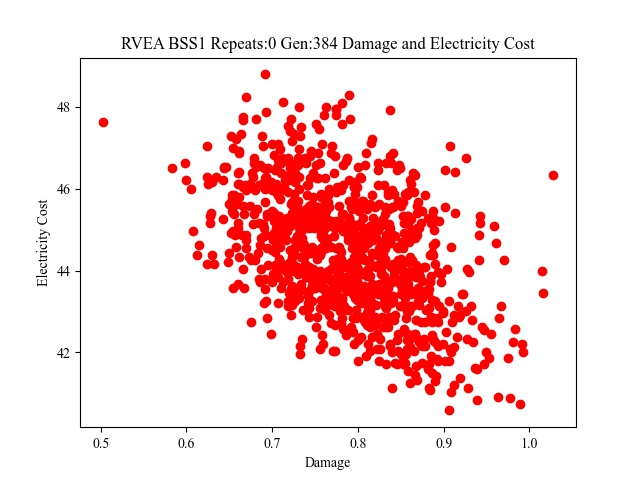 RVEA BSS1 Repeats:0 Gen:384 Damage and Electricity Cost
48
46
44
42
Electricity Cost
0.5 0.6 0.7 0.8 0.9 1.0
Damage